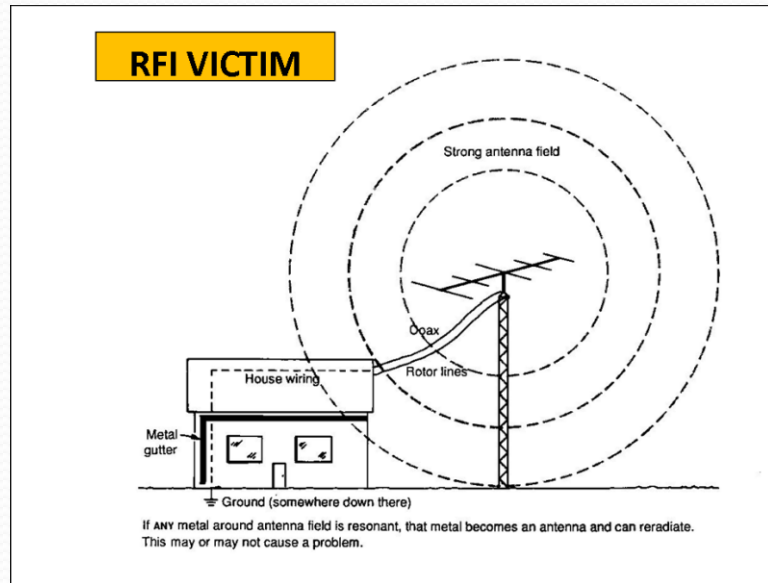 RFI VICTIM
Strong antenna field
Coax
Rotor lines
House wiring
Metal
gutter
Ground (somewhere down there)
If ANY metal around antenna field is resonant, that metal becomes an antenna and can reradiate.
This may or may not cause a problem.